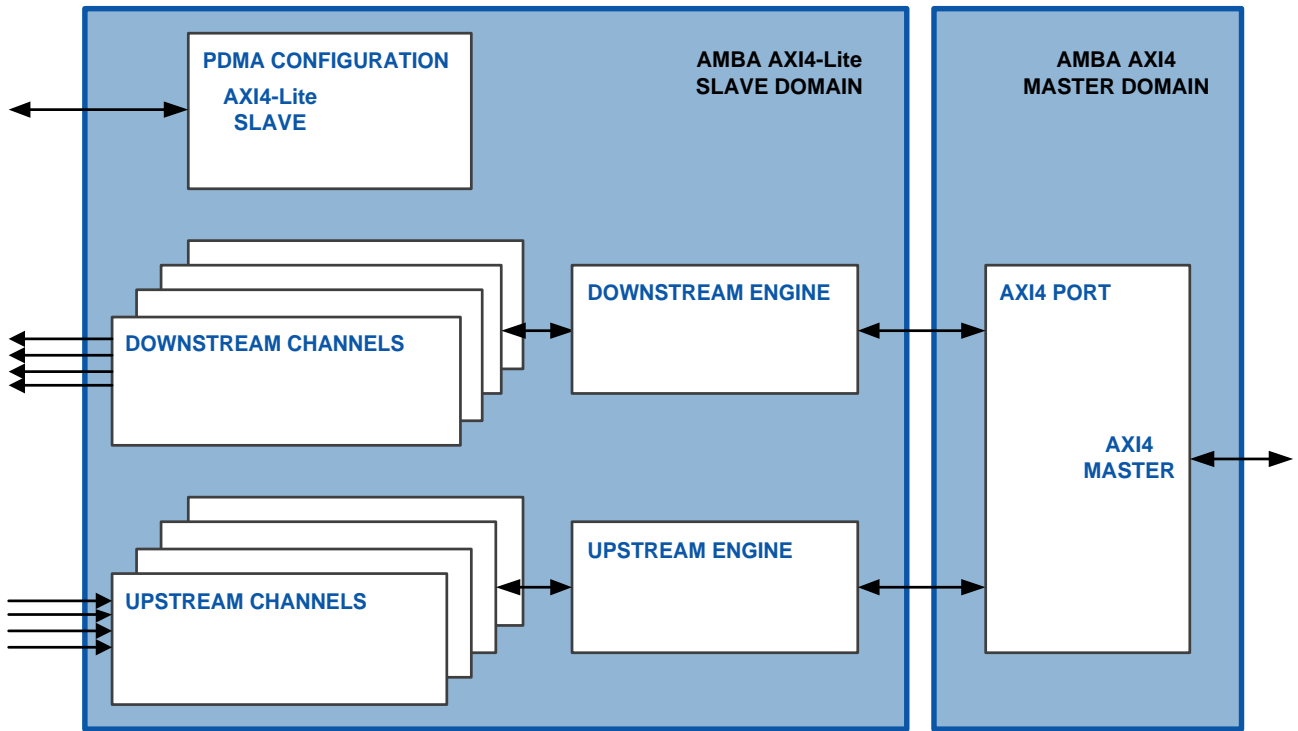 PDMA CONFIGURATION
AXI4-Lite
SLAVE
AMBA AXI4-Lite
SLAVE DOMAIN
AMBA AXI4
MASTER DOMAIN
DOWNSTREAM CHANNELS
DOWNSTREAM ENGINE
AXI4 PORT
AXI4
MASTER
UPSTREAM CHANNELS
UPSTREAM ENGINE